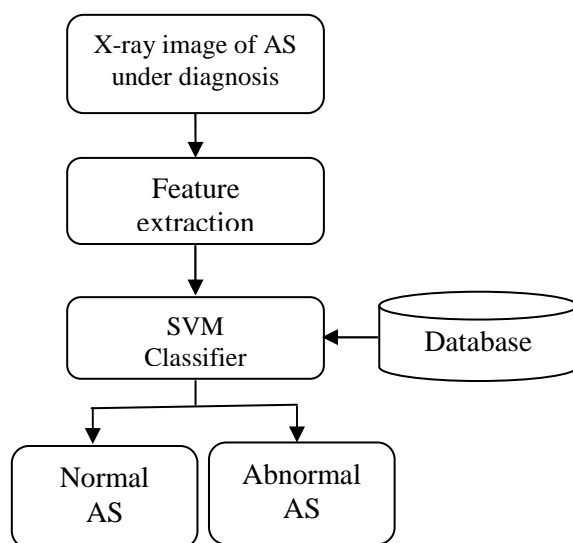 X-ray image of AS
under diagnosis
Feature
extraction
SVM
Classifier
Database
Normal
AS
Abnormal
AS